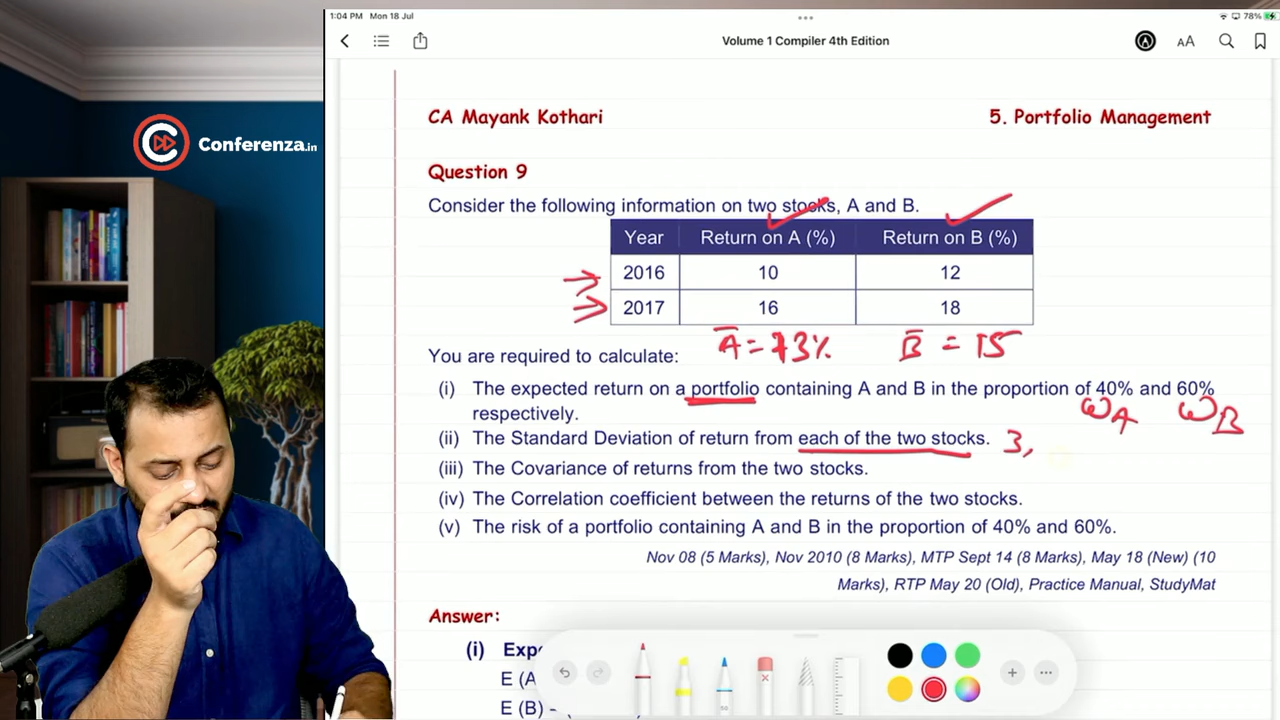 1:04 PM Mon 18 Jul
78%
Volume 1 Compiler 4th Edition
AA
Conferenza.in
CA Mayank Kothari
5. Portfolio Management
Question 9
Consider the following information on two stocks, A and B.
Year Return on A (%) Return on B (%)
2016 10 12
2017 16 18
A̅ = 13% B̅ = 15
You are required to calculate:
(i) The expected return on a portfolio containing A and B in the proportion of 40% and 60%
respectively.
ωA ωB
(ii) The Standard Deviation of return from each of the two stocks. 3,
(iii) The Covariance of returns from the two stocks.
(iv) The Correlation coefficient between the returns of the two stocks.
(v) The risk of a portfolio containing A and B in the proportion of 40% and 60%.
Nov 08 (5 Marks), Nov 2010 (8 Marks), MTP Sept 14 (8 Marks), May 18 (New) (10
Marks), RTP May 20 (Old), Practice Manual, StudyMat
Answer:
(i) Exp
E (A
E (B)